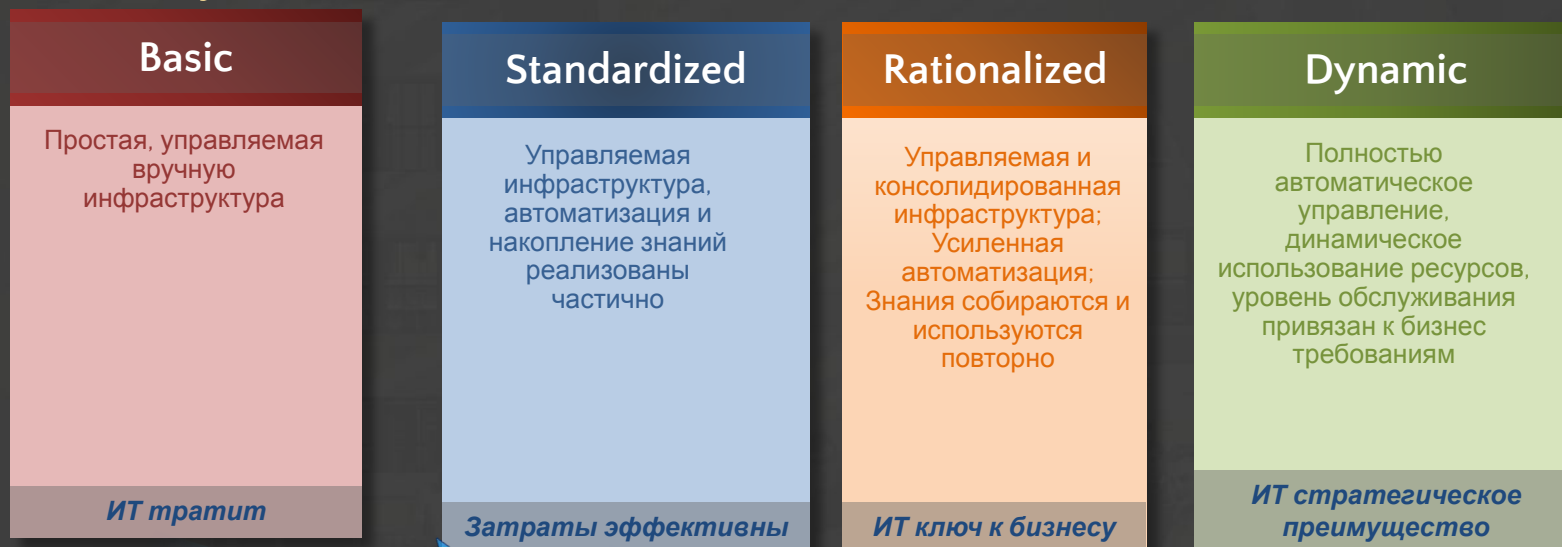 Basic
Простая, управляемая
вручную
инфраструктура
ИТ тратит
Standardized
Управляемая
инфраструктура,
автоматизация и
накопление знаний
реализованы
частично
Затраты эффективны
Rationalized
Управляемая и
консолидированная
инфраструктура;
Усиленная
автоматизация;
Знания собираются и
используются
повторно
ИТ ключ к бизнесу
Dynamic
Полностью
автоматическое
управление,
динамическое
использование ресурсов,
уровень обслуживания
привязан к бизнес
требованиям
ИТ стратегическое
преимущество